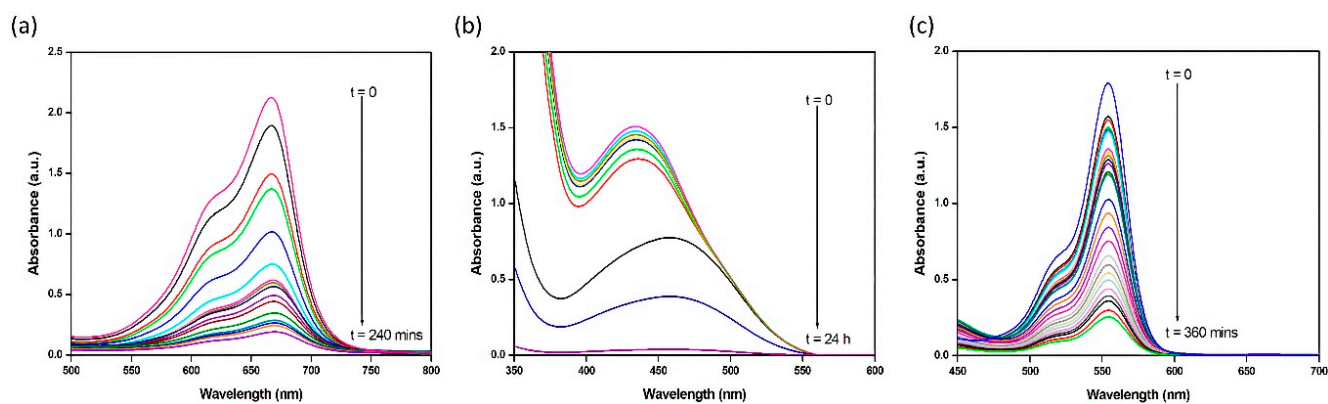 (a)
2.5
2.0
1.5
1.0
0.5
0.0
Absorbance (a.u.)
t = 0
t = 240 mins
500 550 600 650 700 750 800
Wavelength (nm)
(b)
2.0
1.5
1.0
0.5
0.0
Absorbance (a.u.)
t = 0
t = 24 h
350 400 450 500 550 600
Wavelength (nm)
(c)
2.0
1.5
1.0
0.5
0.0
Absorbance (a.u.)
t = 0
t = 360 mins
450 500 550 600 650 700
Wavelength (nm)